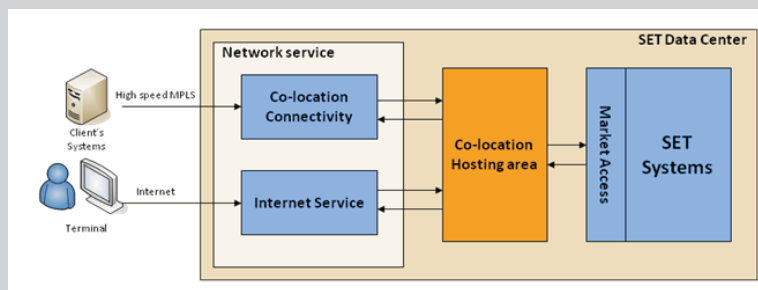 SET Data Center
Network service
High speed MPLS
Client's
Systems
Co-location
Connectivity
Co-location
Hosting area
Market Access
SET
Systems
Internet
Terminal
Internet Service